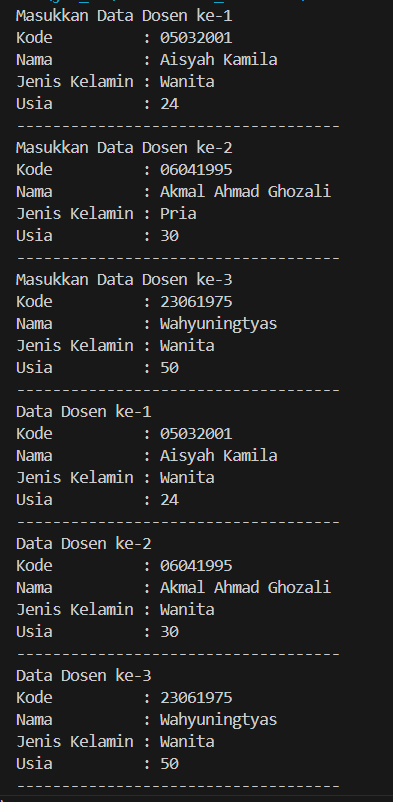 Masukkan Data Dosen ke-1
Kode          : 05032001
Nama          : Aisyah Kamila
Jenis Kelamin : Wanita
Usia          : 24
------------------------------------
Masukkan Data Dosen ke-2
Kode          : 06041995
Nama          : Akmal Ahmad Ghozali
Jenis Kelamin : Pria
Usia          : 30
------------------------------------
Masukkan Data Dosen ke-3
Kode          : 23061975
Nama          : Wahyuningtyas
Jenis Kelamin : Wanita
Usia          : 50
------------------------------------
Data Dosen ke-1
Kode          : 05032001
Nama          : Aisyah Kamila
Jenis Kelamin : Wanita
Usia          : 24
------------------------------------
Data Dosen ke-2
Kode          : 06041995
Nama          : Akmal Ahmad Ghozali
Jenis Kelamin : Wanita
Usia          : 30
------------------------------------
Data Dosen ke-3
Kode          : 23061975
Nama          : Wahyuningtyas
Jenis Kelamin : Wanita
Usia          : 50
------------------------------------